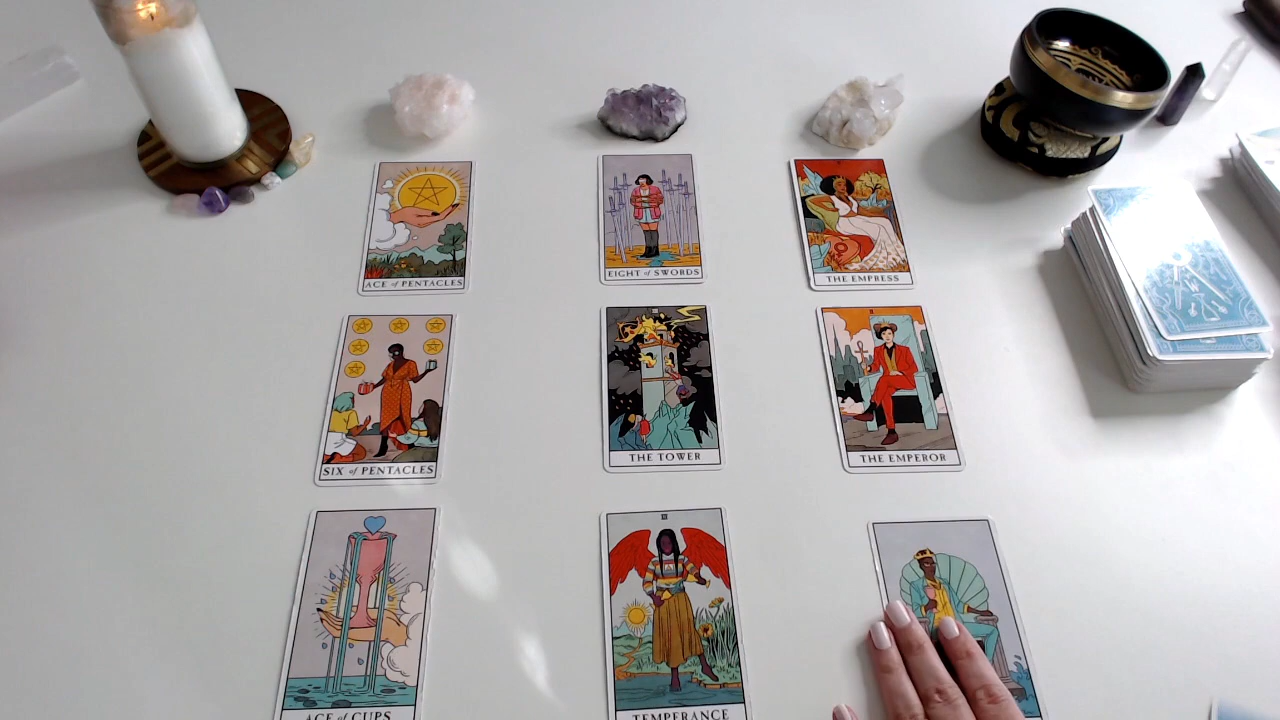 ACE of PENTACLES
EIGHT of SWORDS
THE EMPRESS
SIX of PENTACLES
THE TOWER
THE EMPEROR
ACE of CUPS
TEMPERANCE